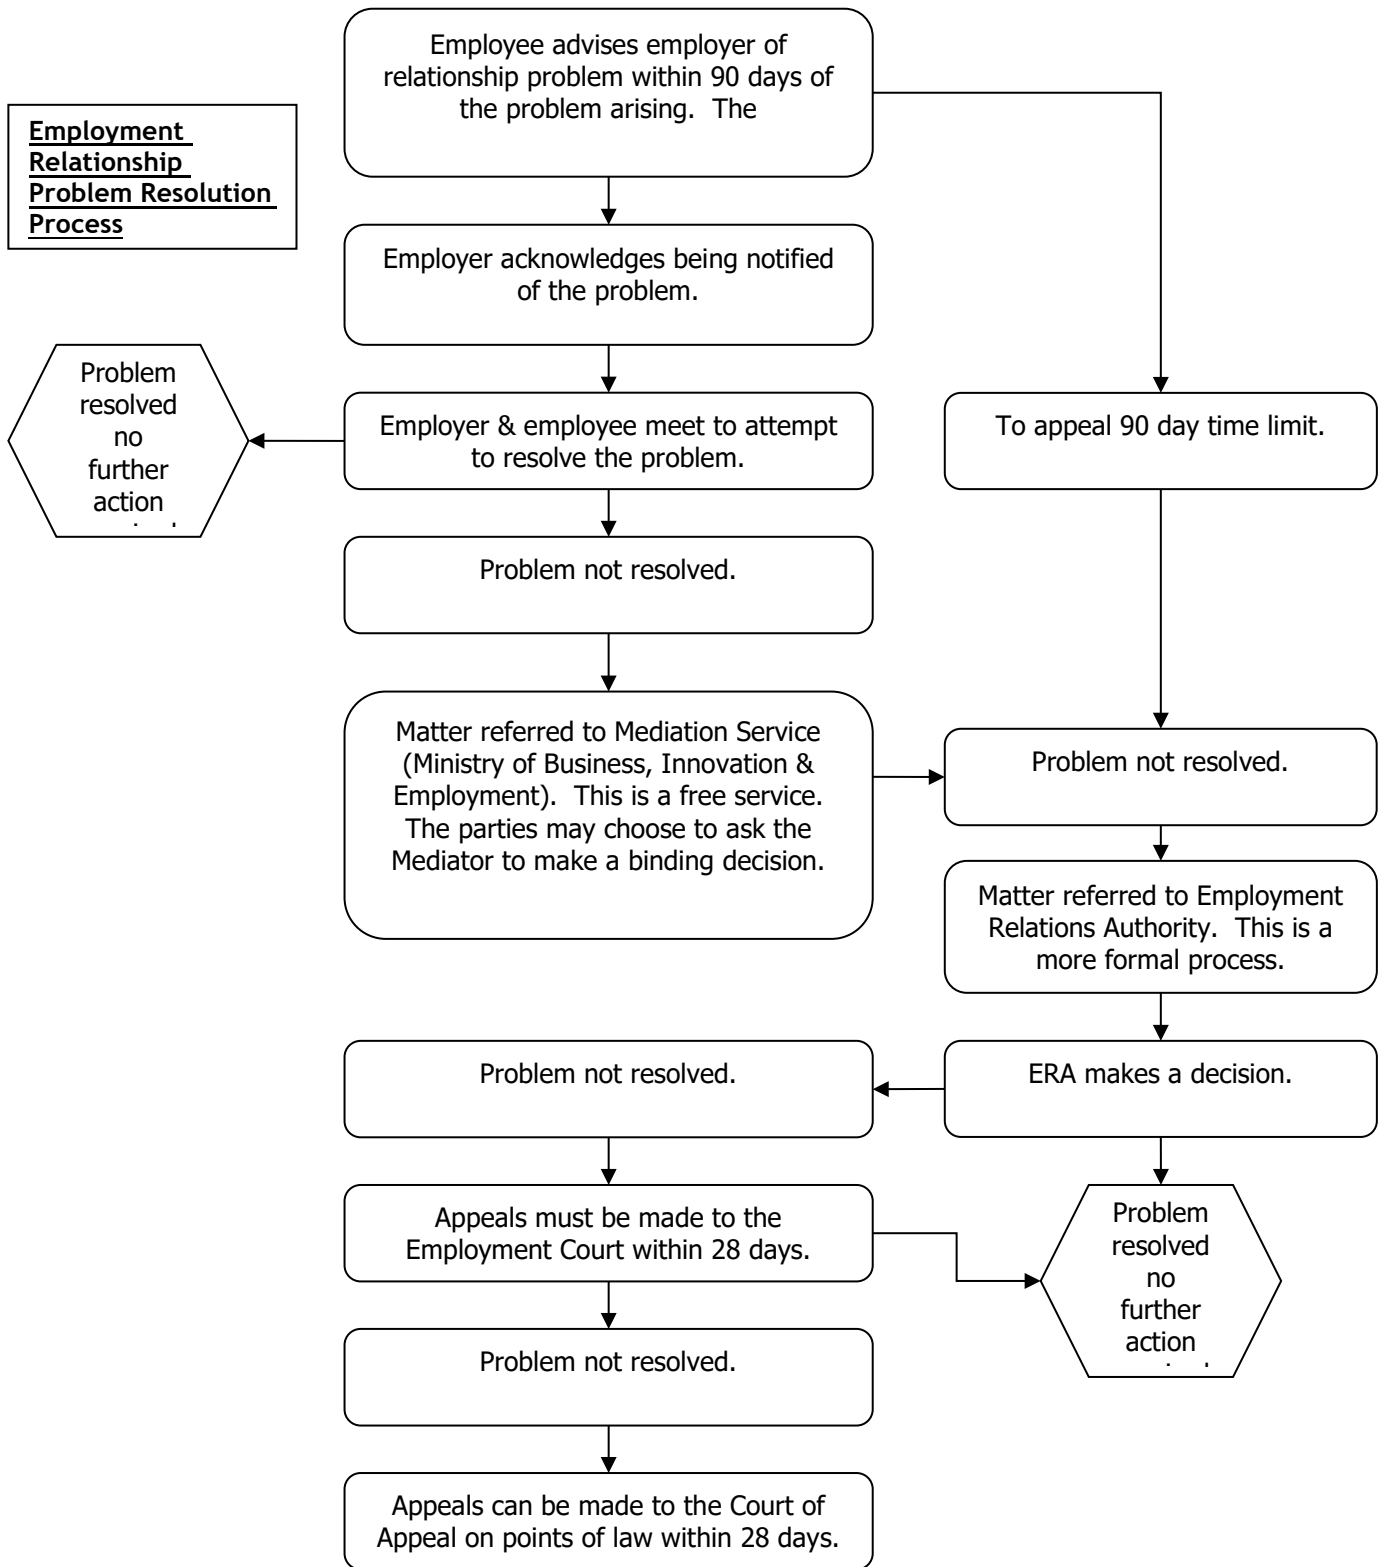 Employment
Relationship
Problem Resolution
Process
Employee advises employer of
relationship problem within 90 days of
the problem arising.  The
Employer acknowledges being notified
of the problem.
Problem
resolved
no
further
action
Employer & employee meet to attempt
to resolve the problem.
To appeal 90 day time limit.
Problem not resolved.
Matter referred to Mediation Service
(Ministry of Business, Innovation &
Employment).  This is a free service.
The parties may choose to ask the
Mediator to make a binding decision.
Problem not resolved.
Matter referred to Employment
Relations Authority.  This is a
more formal process.
ERA makes a decision.
Problem not resolved.
Appeals must be made to the
Employment Court within 28 days.
Problem
resolved
no
further
action
Problem not resolved.
Appeals can be made to the Court of
Appeal on points of law within 28 days.